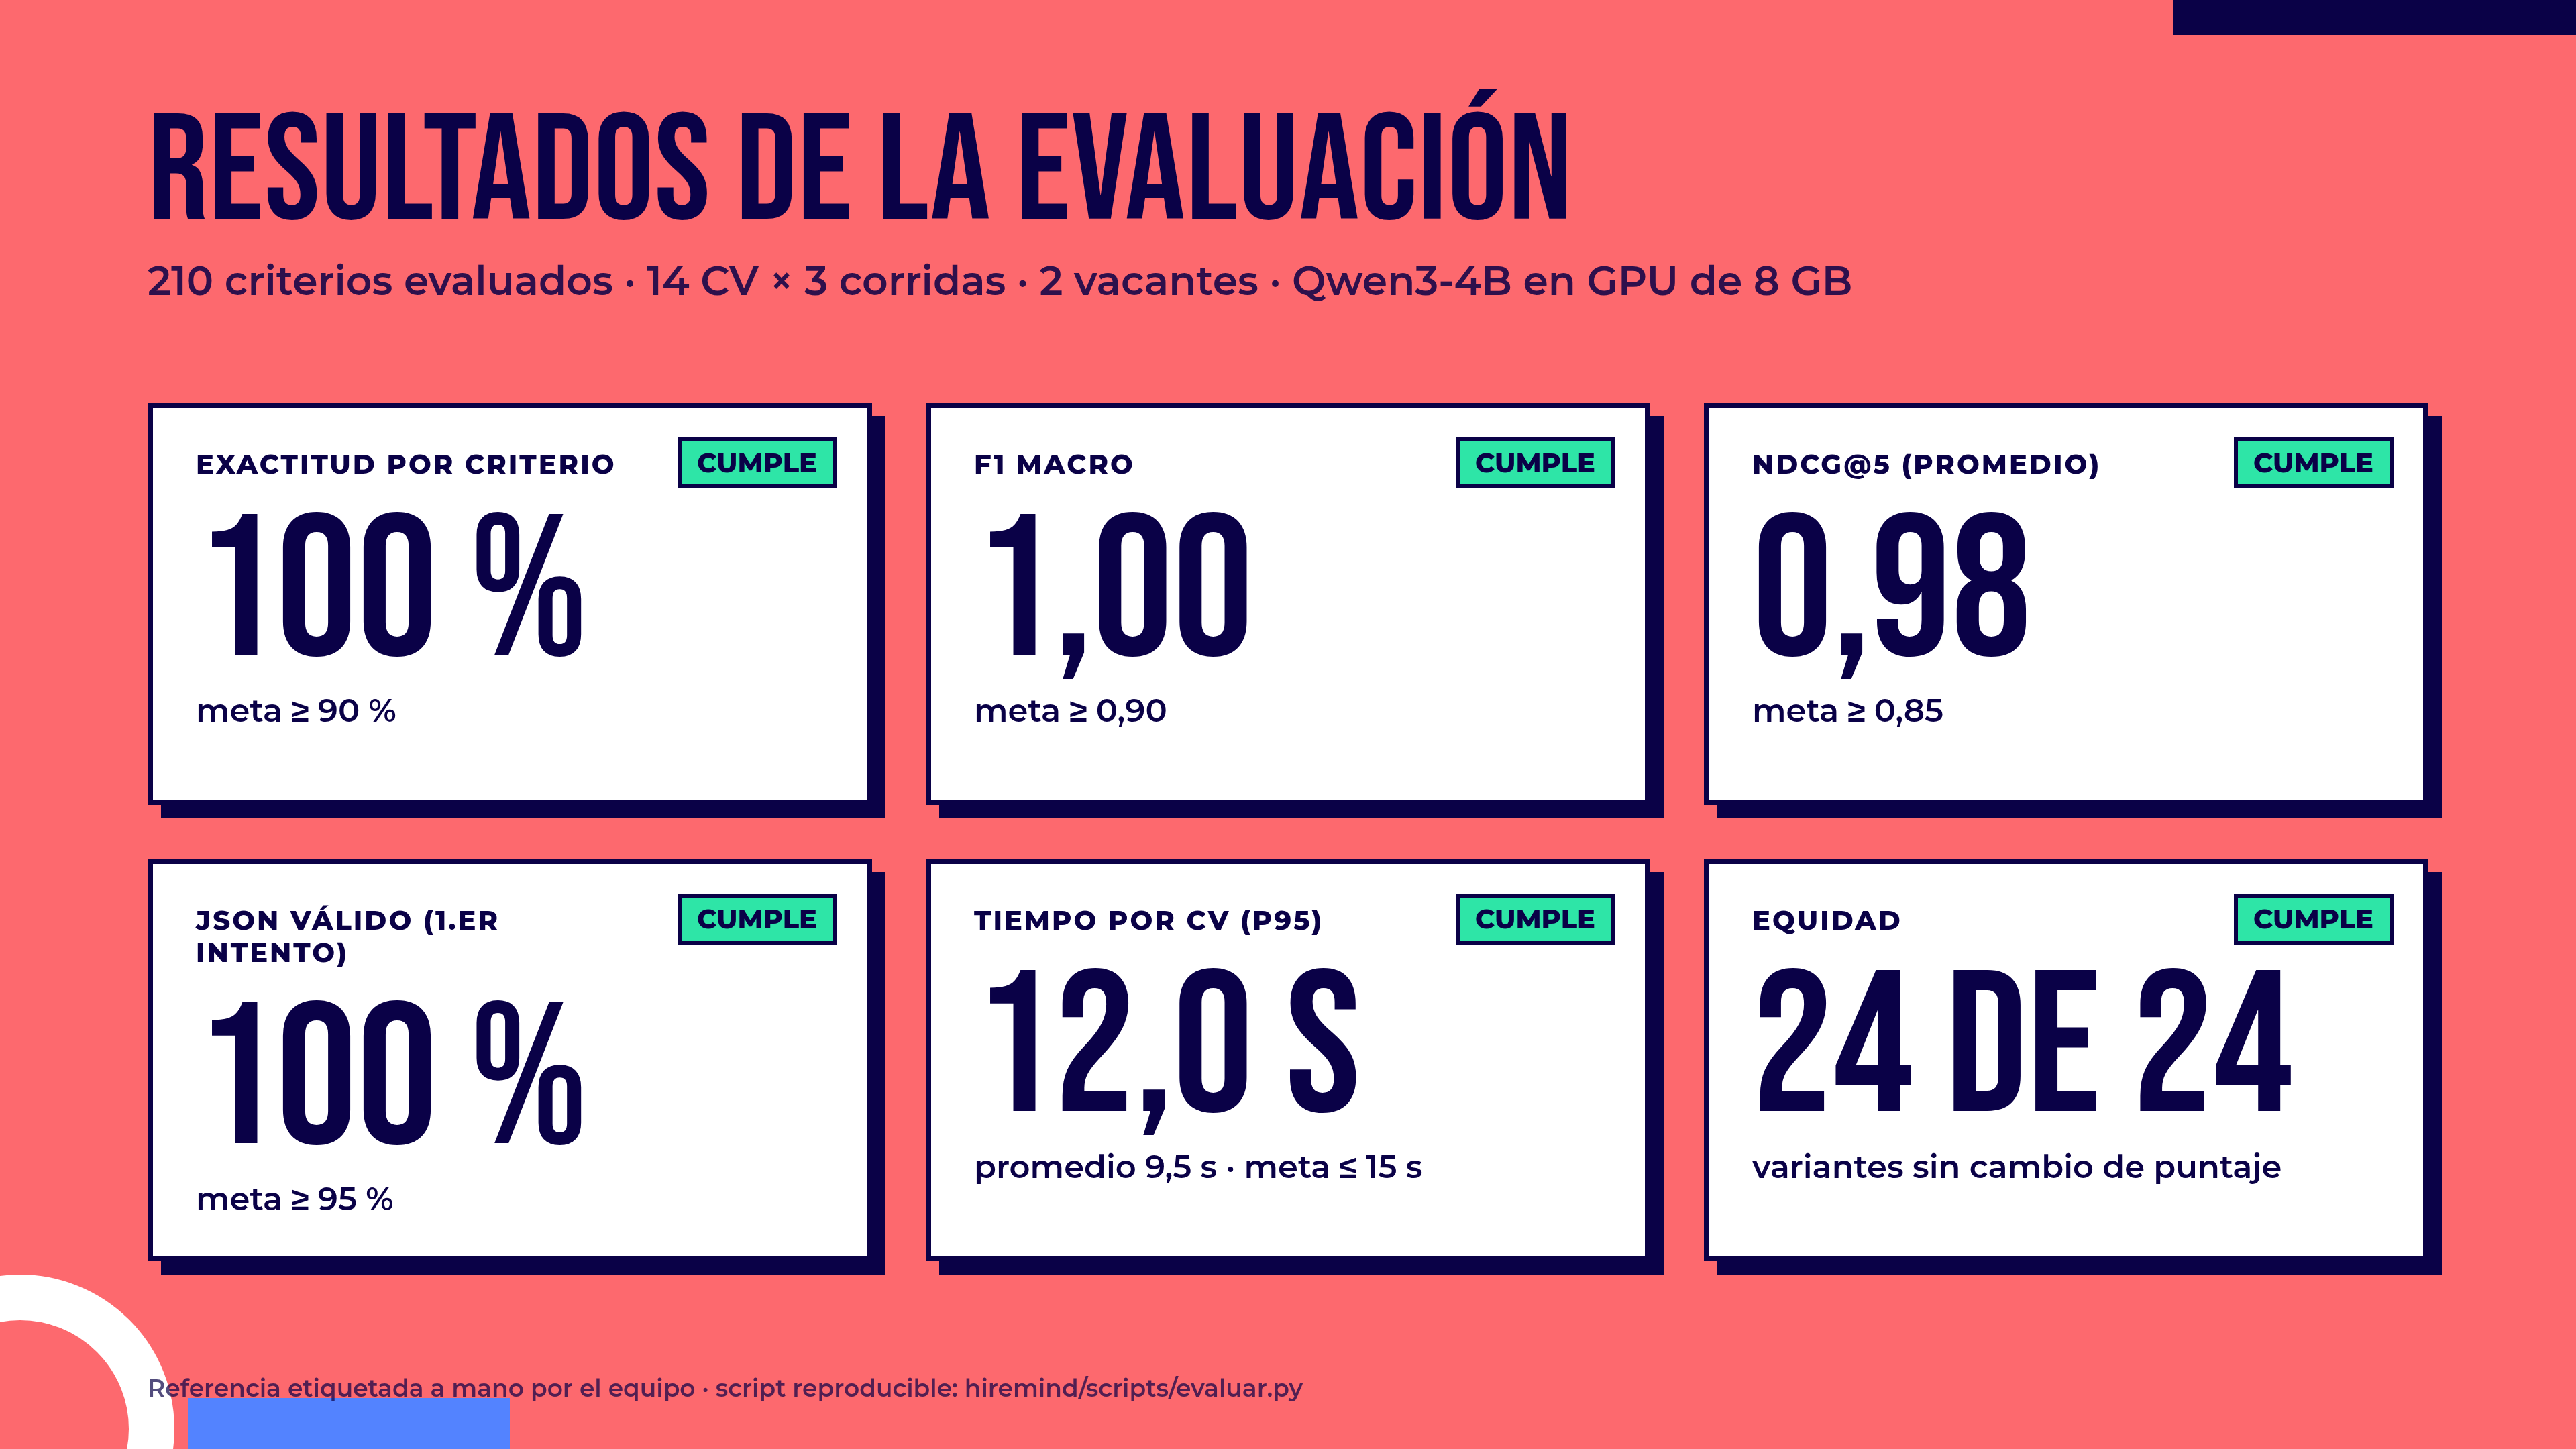 RESULTADOS DE LA EVALUACIÓN
210 criterios evaluados · 14 CV × 3 corridas · 2 vacantes · Qwen3-4B en GPU de 8 GB
EXACTITUD POR CRITERIO
CUMPLE
100 %
meta ≥ 90 %
F1 MACRO
CUMPLE
1,00
meta ≥ 0,90
NDCG@5 (PROMEDIO)
CUMPLE
0,98
meta ≥ 0,85
JSON VÁLIDO (1.ER
INTENTO)
CUMPLE
100 %
meta ≥ 95 %
TIEMPO POR CV (P95)
CUMPLE
12,0 S
promedio 9,5 s · meta ≤ 15 s
EQUIDAD
CUMPLE
24 DE 24
variantes sin cambio de puntaje
Referencia etiquetada a mano por el equipo · script reproducible: hiremind/scripts/evaluar.py